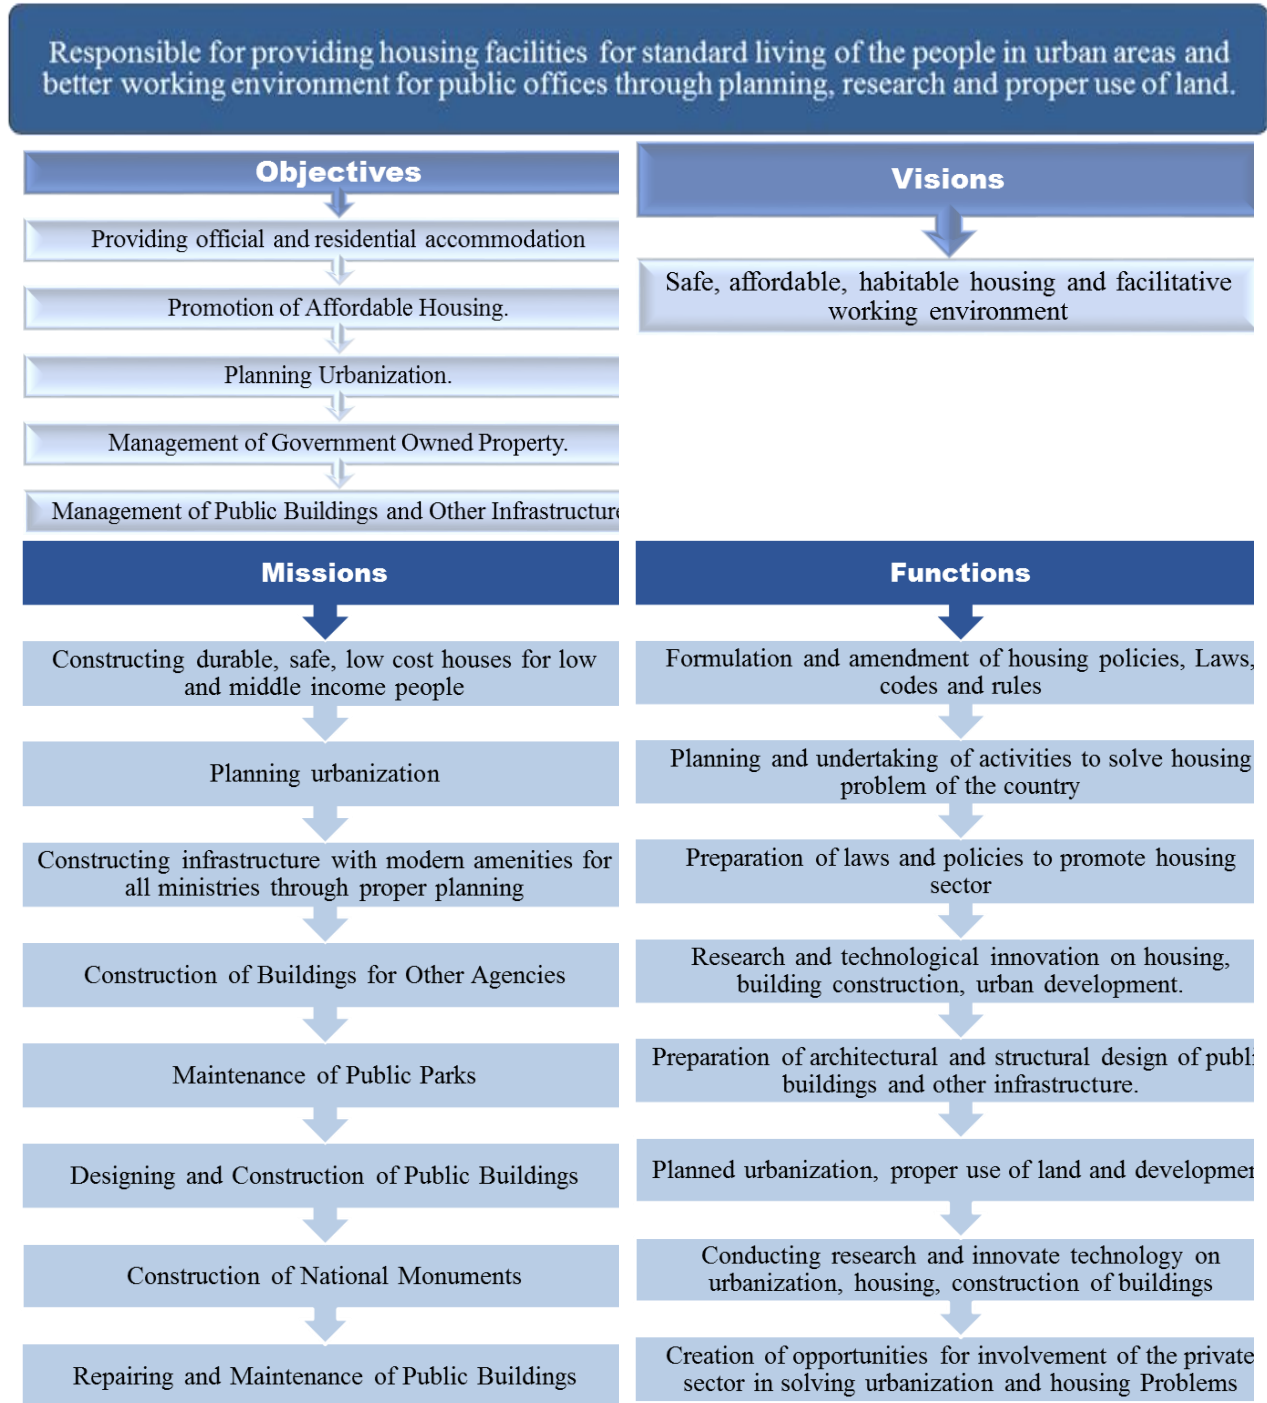 Responsible for providing housing facilities for standard living of the people in urban areas and
better working environment for public offices through planning, research and proper use of land.
Objectives
Providing official and residential accommodation
Promotion of Affordable Housing.
Planning Urbanization.
Management of Government Owned Property.
Management of Public Buildings and Other Infrastructure
Visions
Safe, affordable, habitable housing and facilitative
working environment
Missions
Constructing durable, safe, low cost houses for low
and middle income people
Planning urbanization
Constructing infrastructure with modern amenities for
all ministries through proper planning
Construction of Buildings for Other Agencies
Maintenance of Public Parks
Designing and Construction of Public Buildings
Construction of National Monuments
Repairing and Maintenance of Public Buildings
Functions
Formulation and amendment of housing policies, Laws,
codes and rules
Planning and undertaking of activities to solve housing
problem of the country
Preparation of laws and policies to promote housing
sector
Research and technological innovation on housing,
building construction, urban development.
Preparation of architectural and structural design of publi
buildings and other infrastructure.
Planned urbanization, proper use of land and developmen
Conducting research and innovate technology on
urbanization, housing, construction of buildings
Creation of opportunities for involvement of the private
sector in solving urbanization and housing Problems